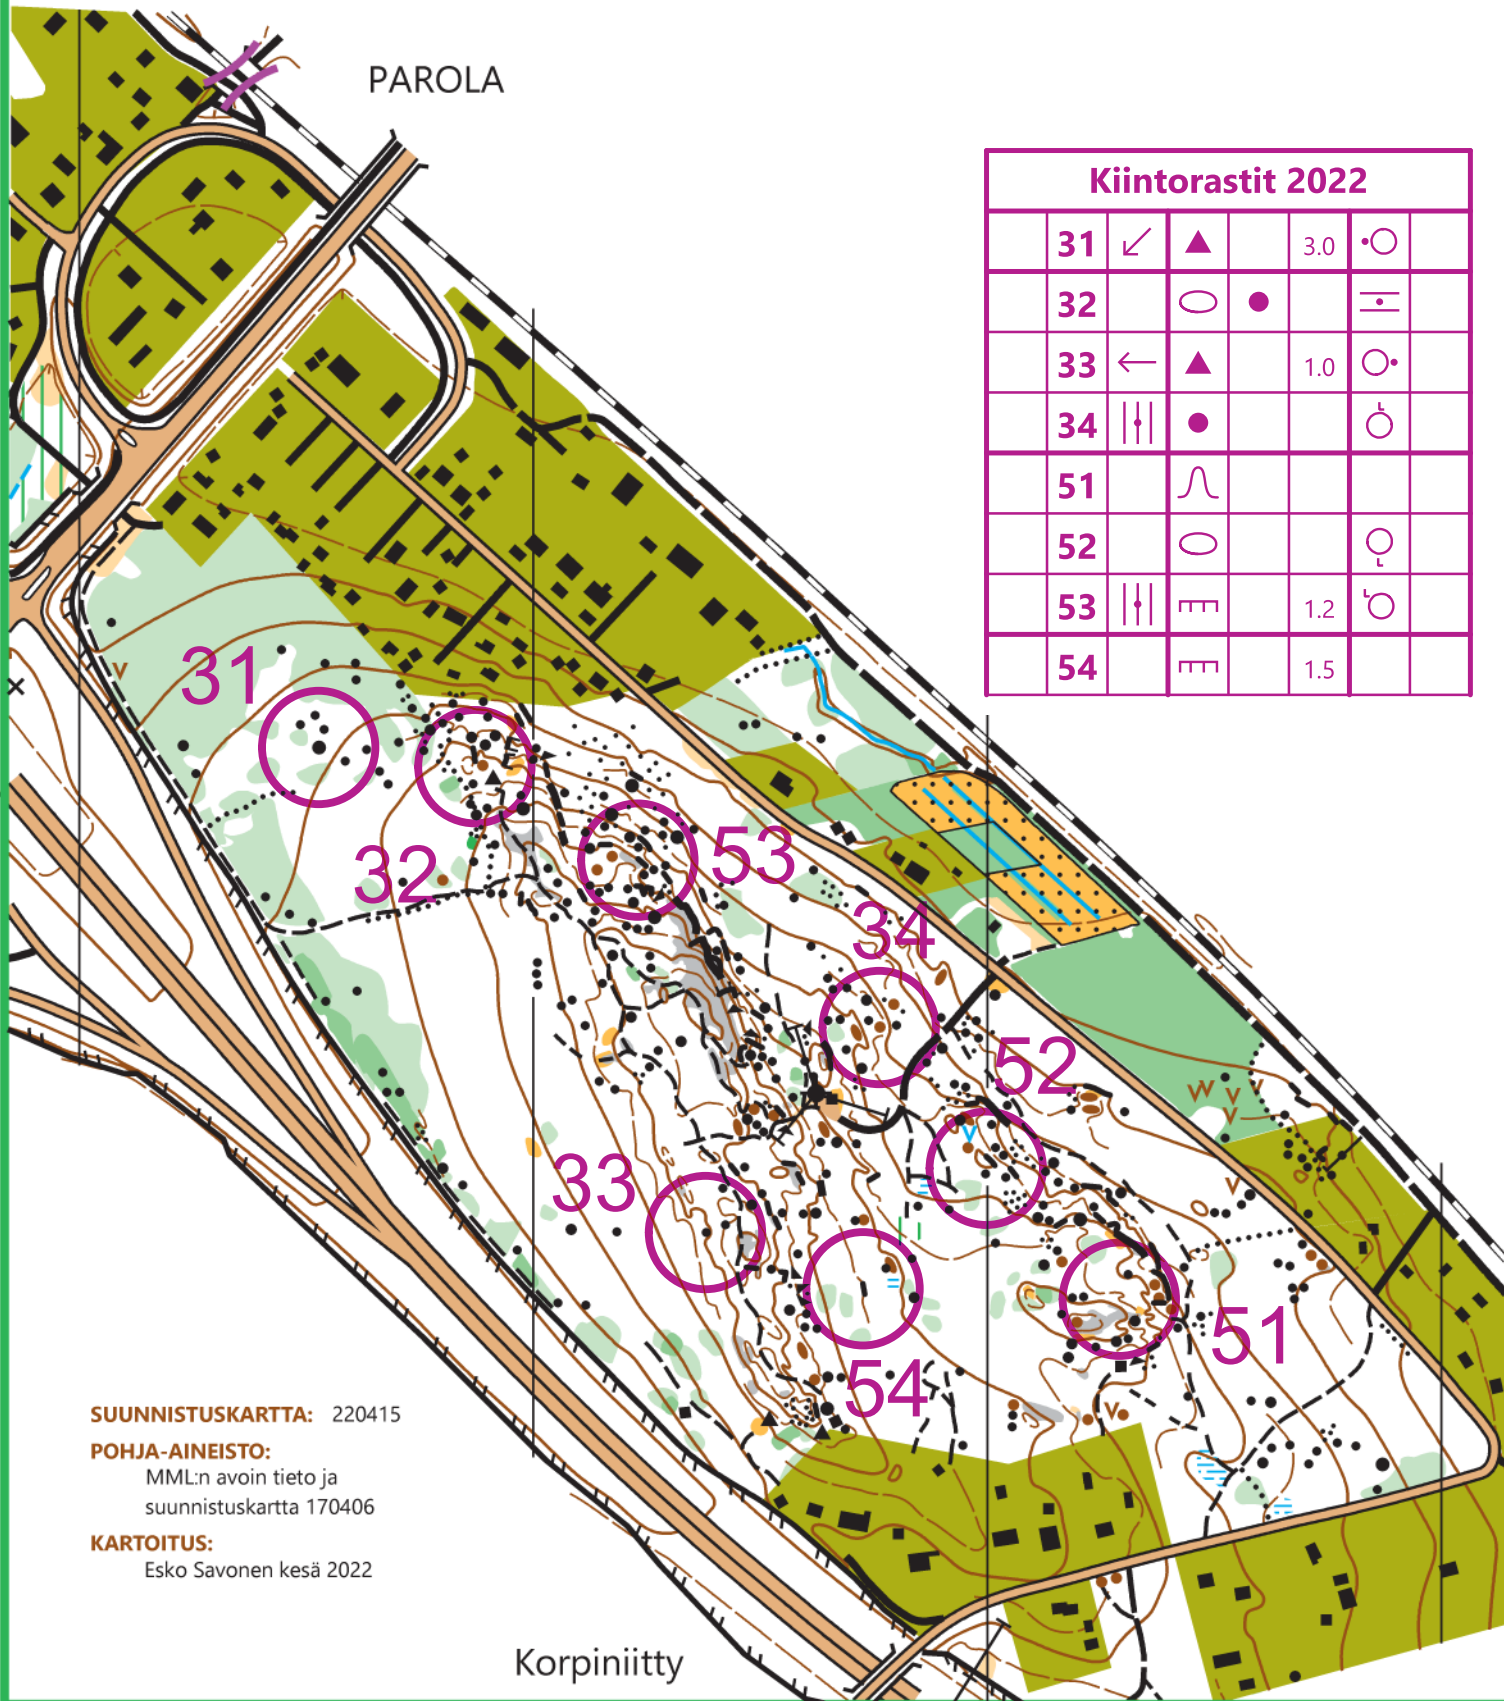 PAROLA
Kiintorastit 2022
31 3.0
32
33 1.0
34
51
52
53 1.2
54 1.5
31
32
53
34
52
33
51
54
SUUNNISTUSKARTTA: 220415
POHJA-AINEISTO:
MML:n avoin tieto ja
suunnistuskartta 170406
KARTOITUS:
Esko Savonen kesä 2022
Korpiniitty